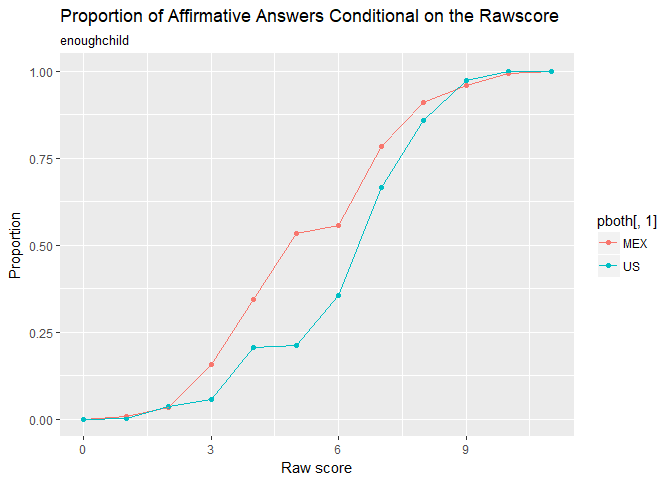 Proportion of Affirmative Answers Conditional on the Rawscore
enoughchild
1.00
0.75
0.50
0.25
0.00
Proportion
0 3 6 9
Raw score
pboth[, 1]
MEX
US